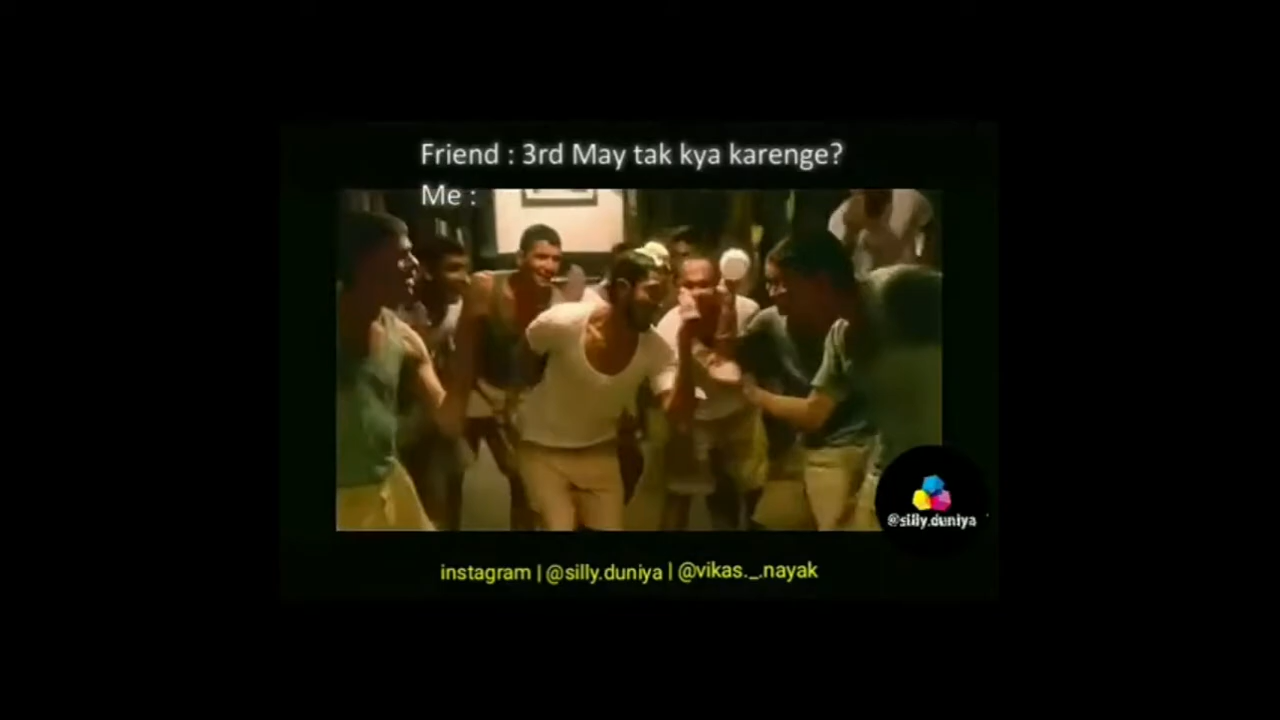 Friend : 3rd May tak kya karenge?
Me :
@silly.duniya
instagram | @silly.duniya | @vikas._.nayak